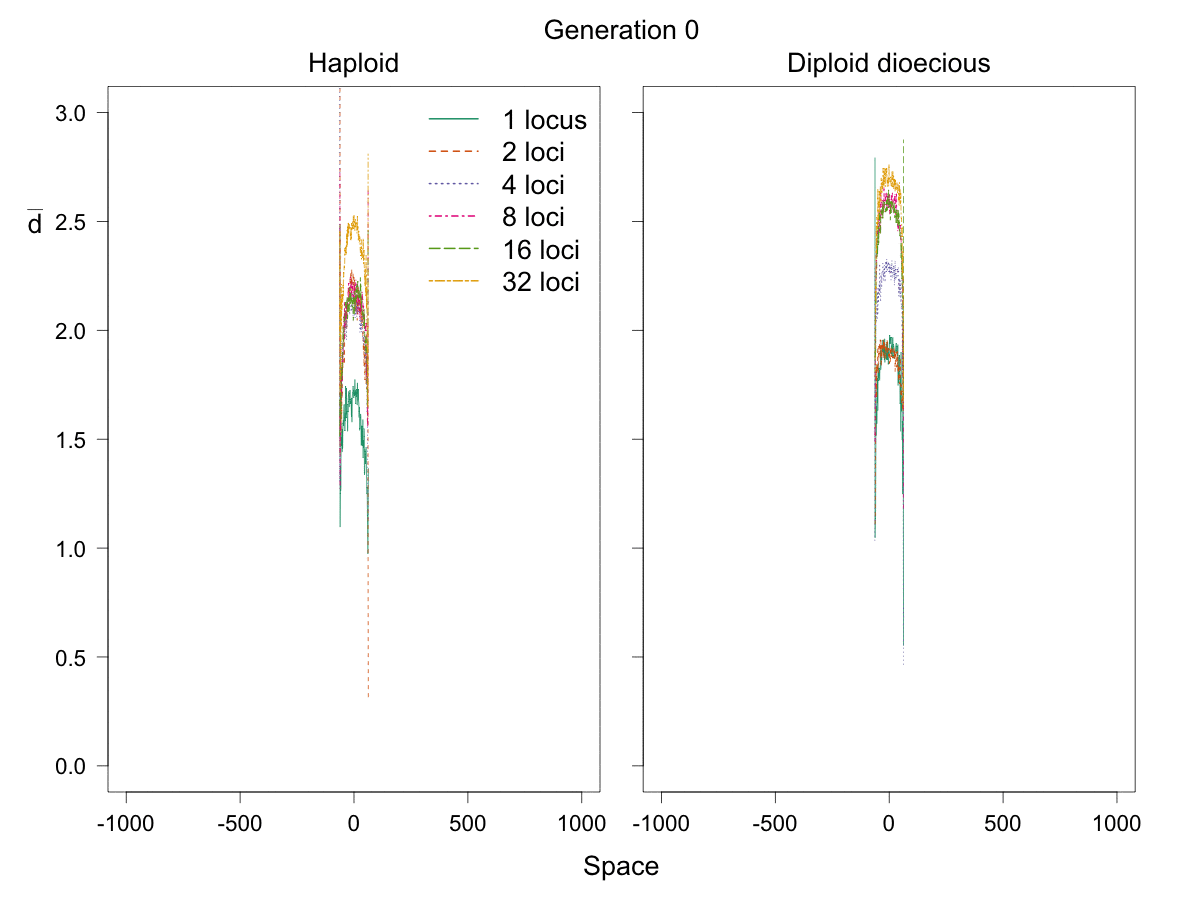 Generation 0
Haploid
Diploid dioecious
3.0
2.5
2.0
1.5
1.0
0.5
0.0
d̅
1 locus
2 loci
4 loci
8 loci
16 loci
32 loci
-1000 -500 0 500 1000
-1000 -500 0 500 1000
Space